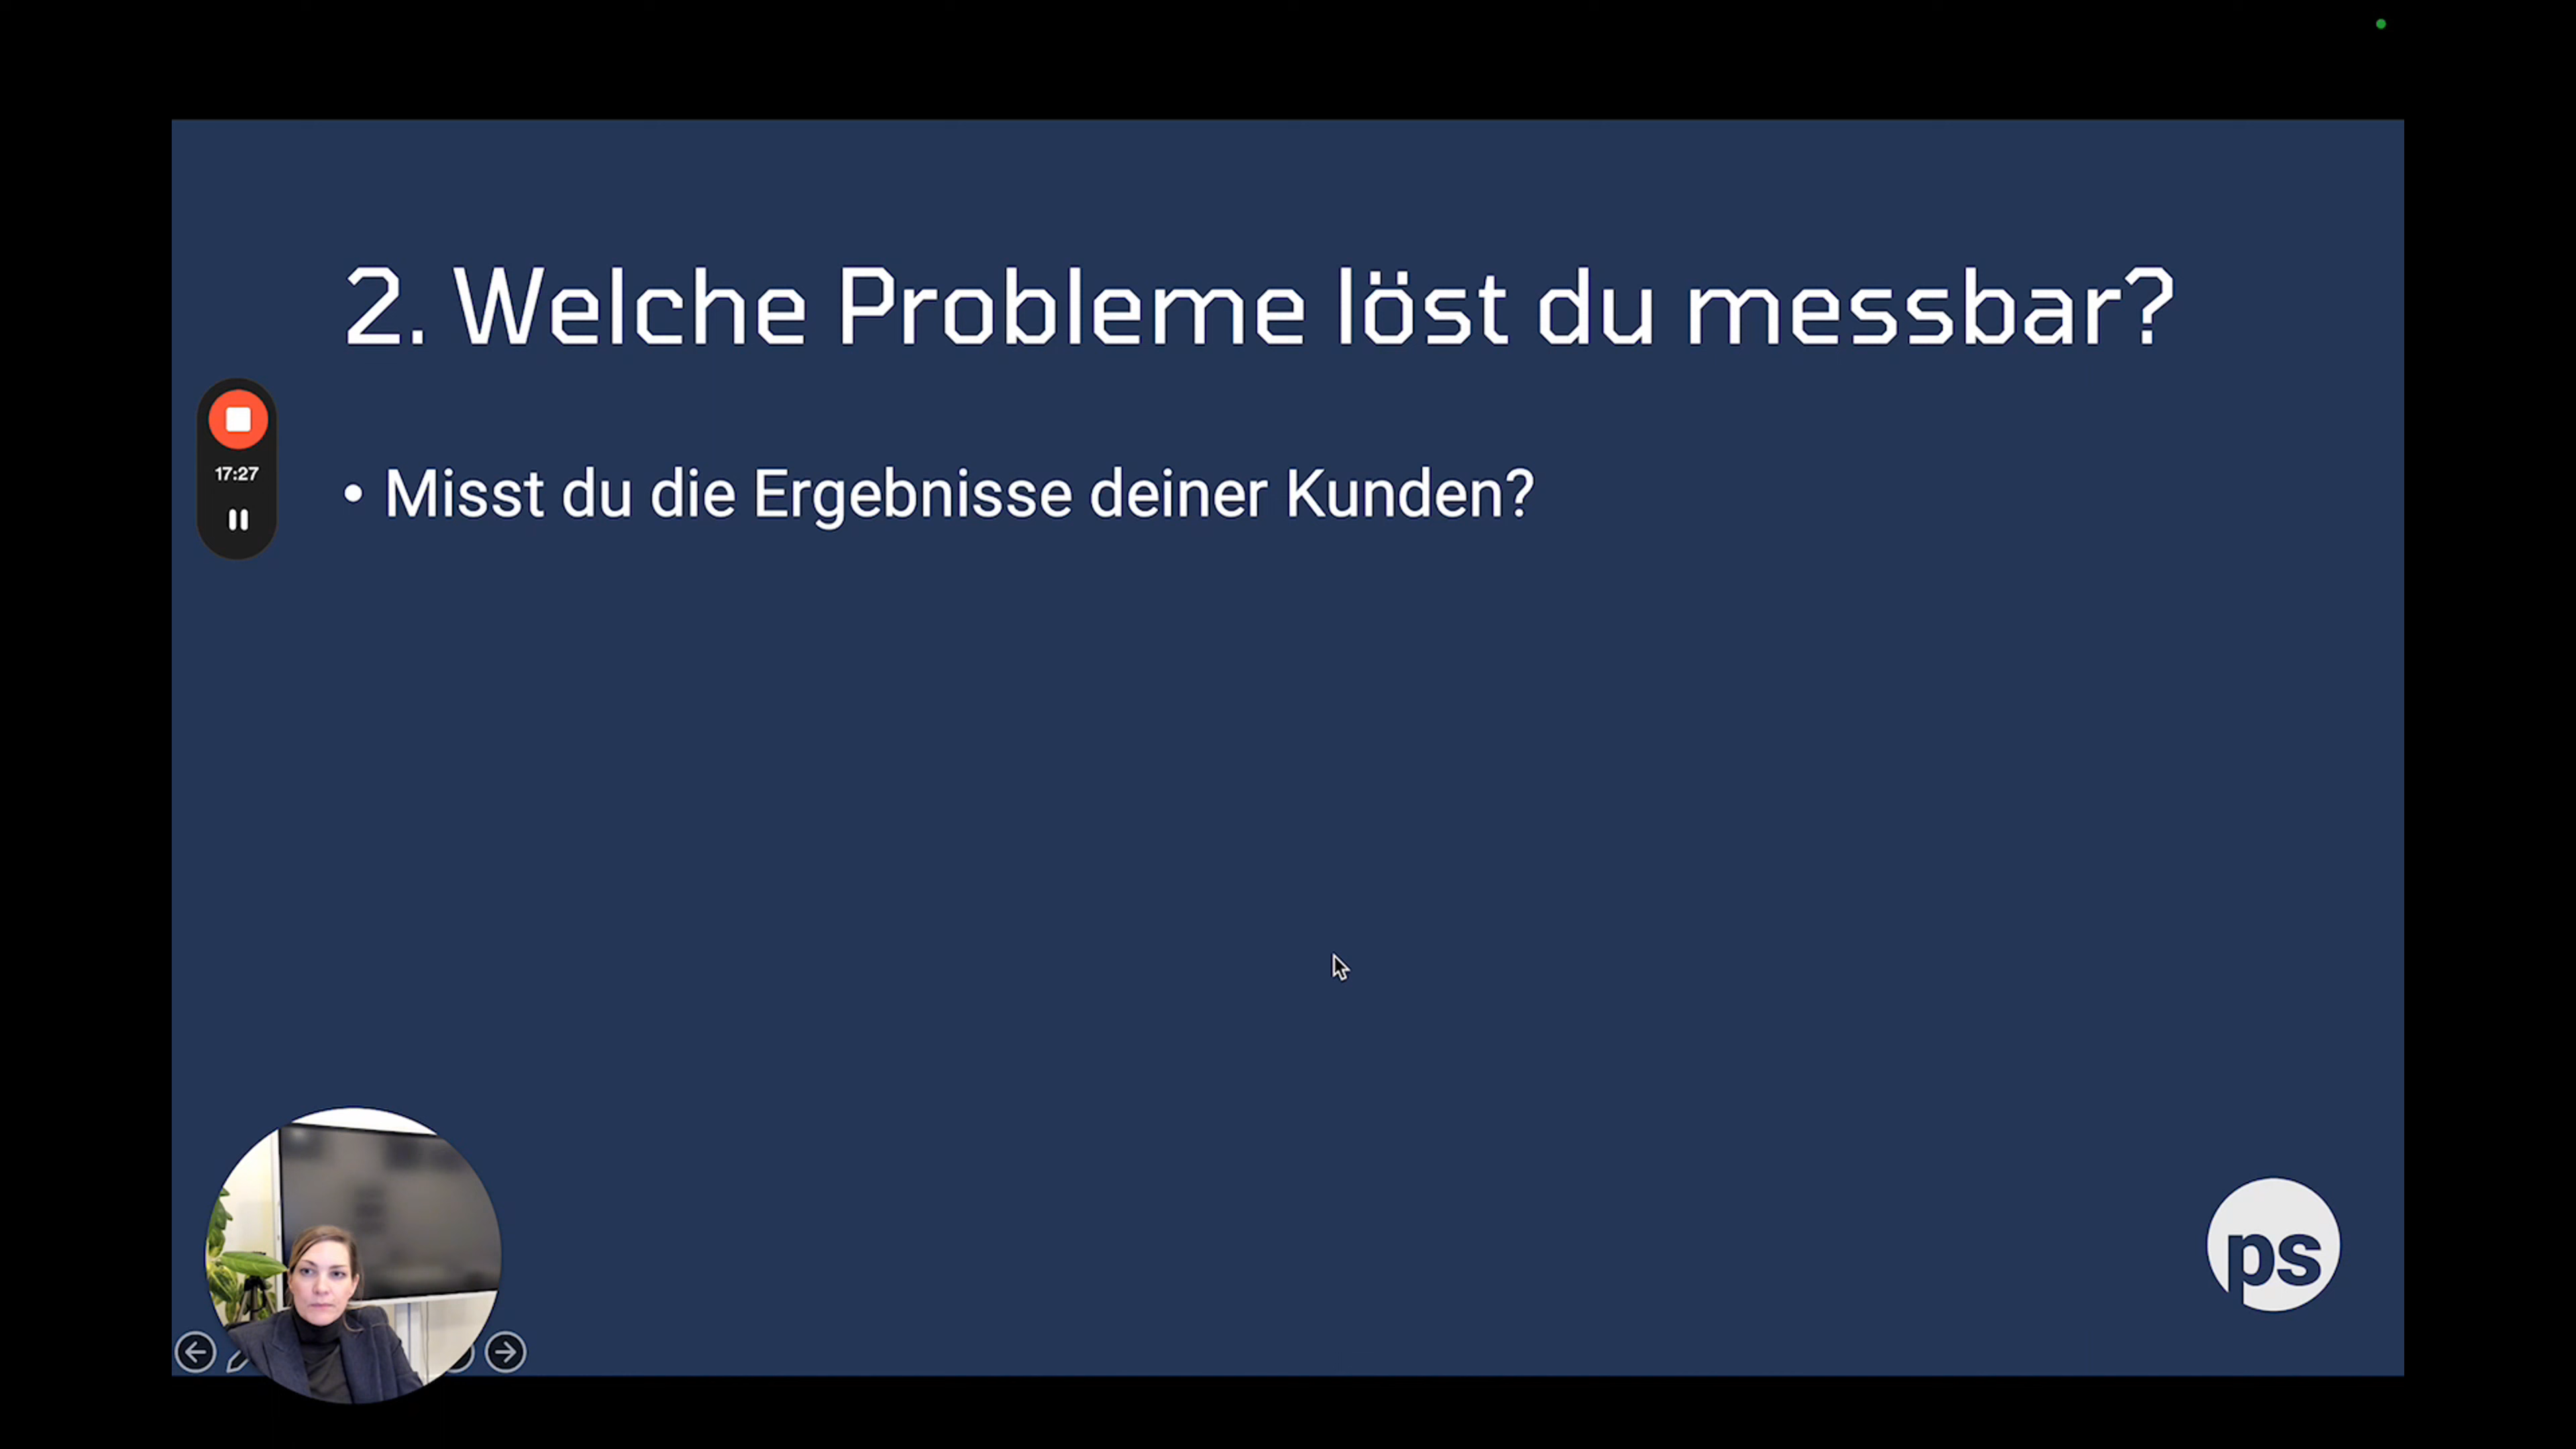 2. Welche Probleme löst du messbar?
17:27
• Misst du die Ergebnisse deiner Kunden?
ps